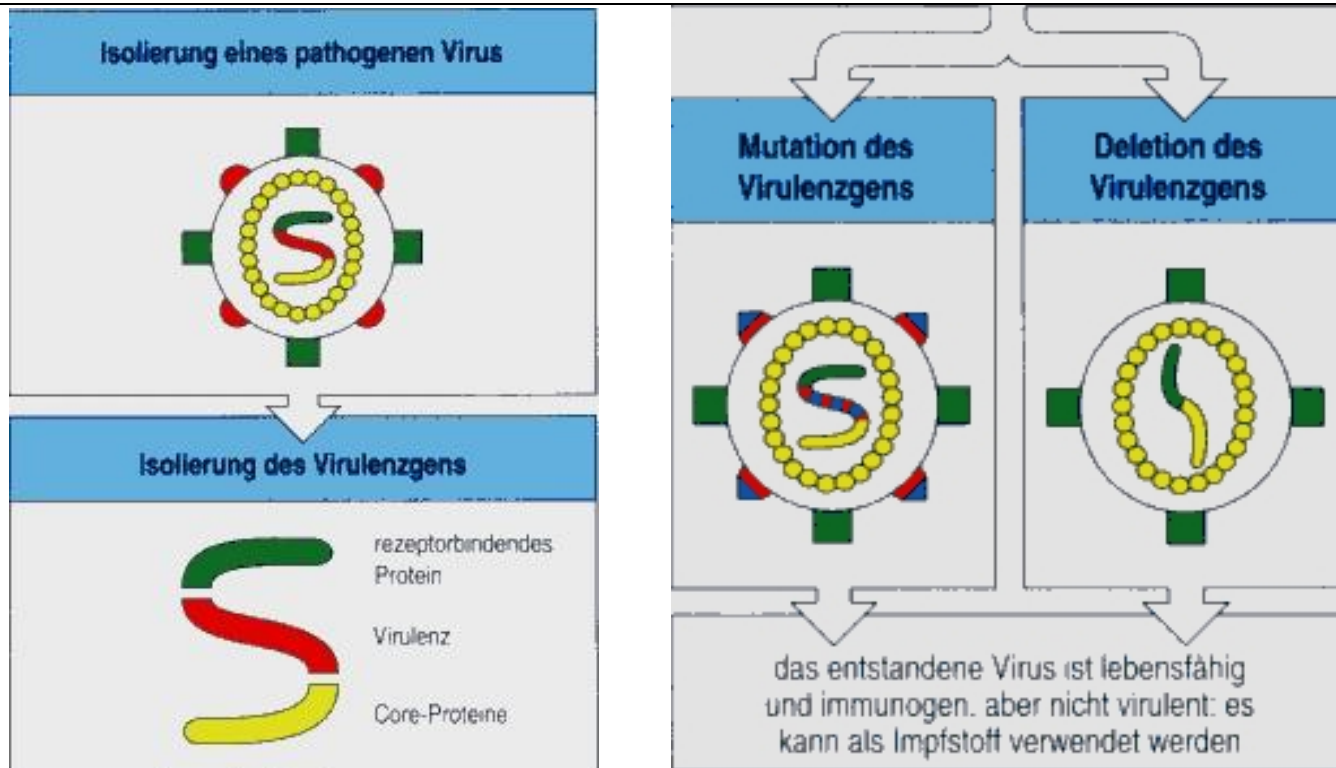 Isolierung eines pathogenen Virus
Isolierung des Virulenzgens
rezeptorbindendes
Protein
Virulenz
Core-Proteine
Mutation des
Virulenzgens
Deletion des
Virulenzgens
das entstandene Virus ist lebensfähig
und immunogen. aber nicht virulent: es
kann als Impfstoff verwendet werden